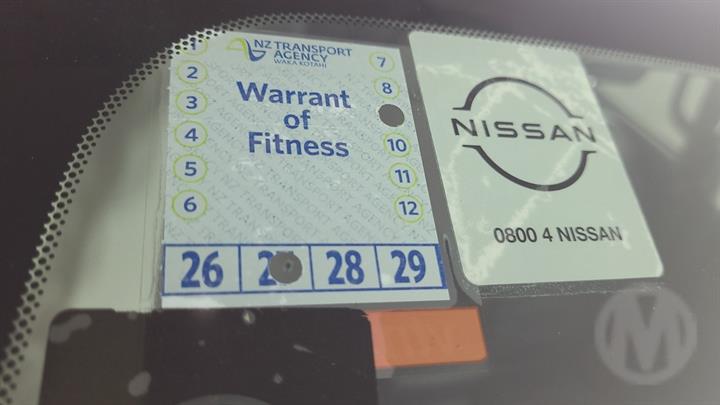 NZ TRANSPORT
AGENCY
WAKA KOTAHI
Warrant
of
Fitness
1
2
3
4
5
6
7
8
10
11
12
26 2 28 29
NISSAN
0800 4 NISSAN
M